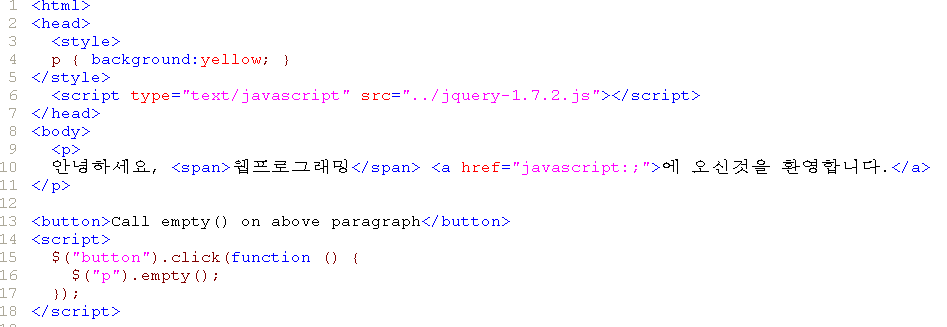 1 <html>
2 <head>
3 <style>
4 p { background:yellow; }
5 </style>
6 <script type="text/javascript" src="../jquery-1.7.2.js"></script>
7 </head>
8 <body>
9 <p>
10 안녕하세요, <span>웹프로그래밍</span> <a href="javascript:;">에 오신것을 환영합니다.</a>
11 </p>
12
13 <button>Call empty() on above paragraph</button>
14 <script>
15 $("button").click(function () {
16 $("p").empty();
17 });
18 </script>